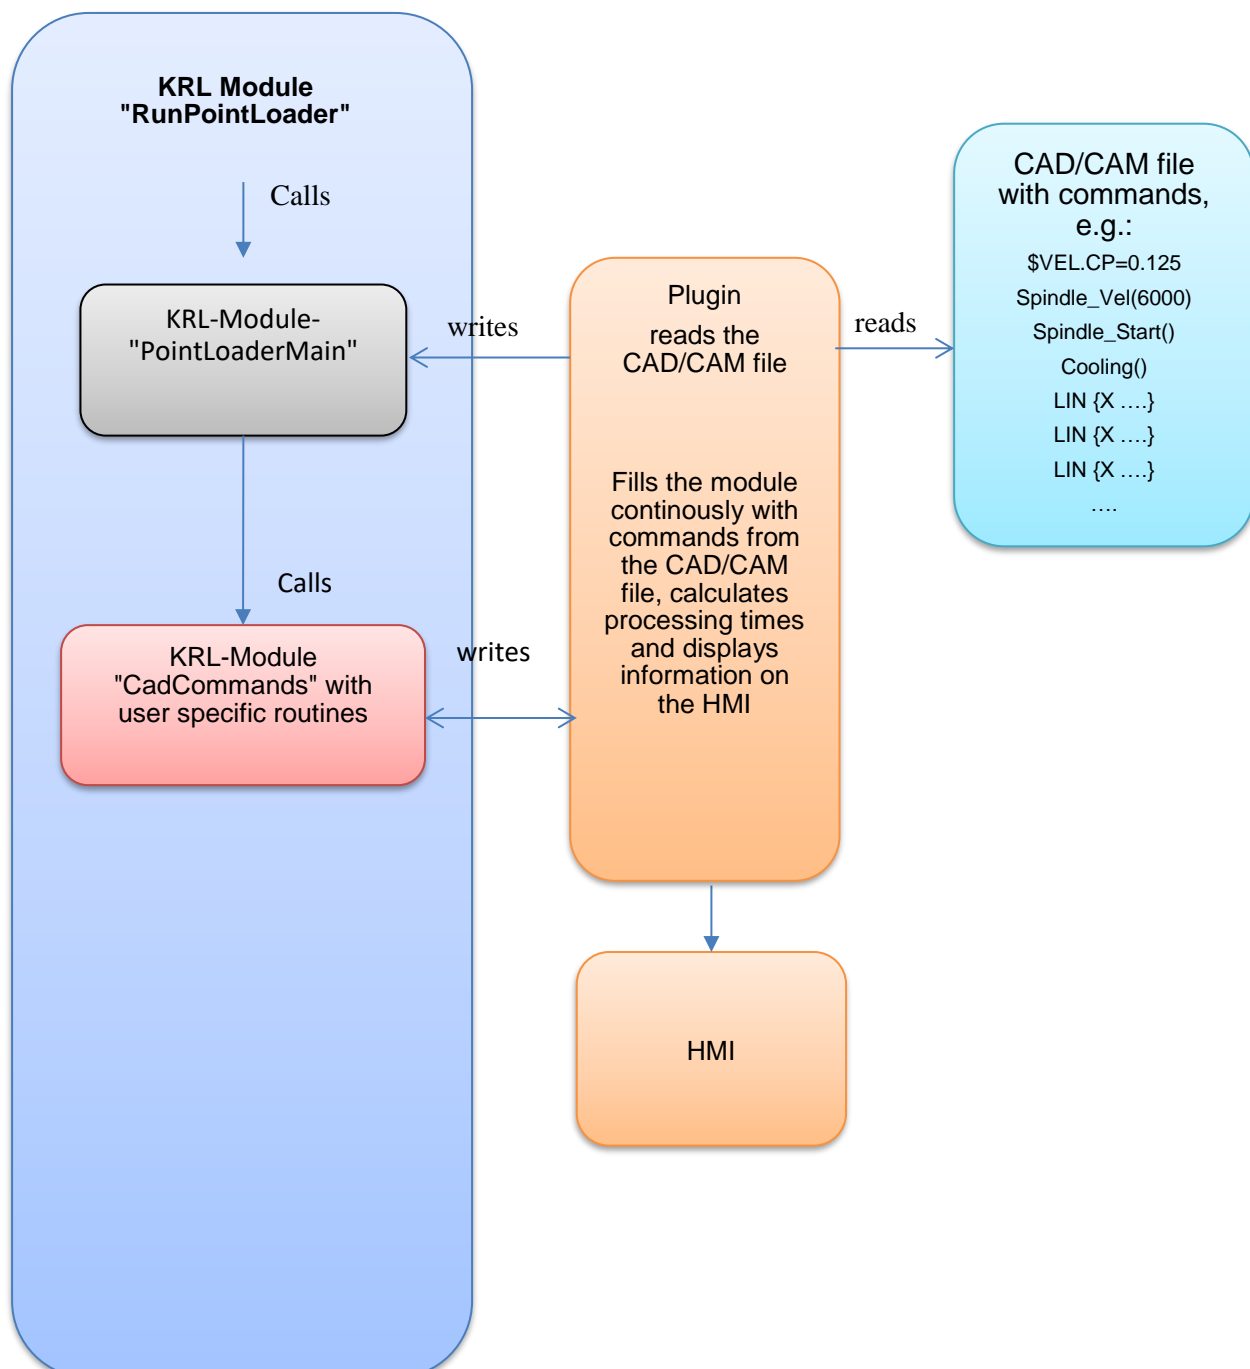 KRL Module
"RunPointLoader"
Calls
KRL-Module-
"PointLoaderMain"
Calls
KRL-Module
"CadCommands" with
user specific routines
writes
writes
Plugin
reads the
CAD/CAM file
Fills the module
continously with
commands from
the CAD/CAM
file, calculates
processing times
and displays
information on
the HMI
HMI
reads
CAD/CAM file
with commands,
e.g.:
$VEL.CP=0.125
Spindle_Vel(6000)
Spindle_Start()
Cooling()
LIN {X ….}
LIN {X ….}
LIN {X ….}
….